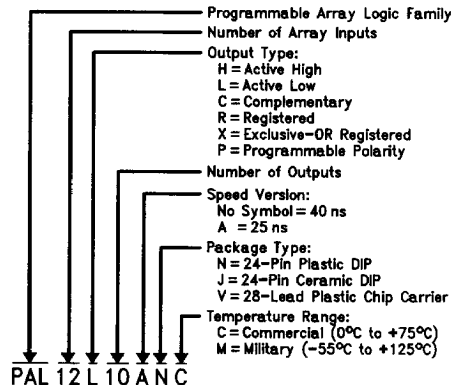 Programmable Array Logic Family
Number of Array Inputs
Output Type:
H = Active High
L = Active Low
C = Complementary
R = Registered
X = Exclusive-OR Registered
P = Programmable Polarity
Number of Outputs
Speed Version:
No Symbol = 40 ns
A = 25 ns
Package Type:
N = 24-Pin Plastic DIP
J = 24-Pin Ceramic DIP
V = 28-Lead Plastic Chip Carrier
Temperature Range:
C = Commercial (0°C to +75°C)
M = Military (-55°C to +125°C)
PAL 12 L 10 A N C